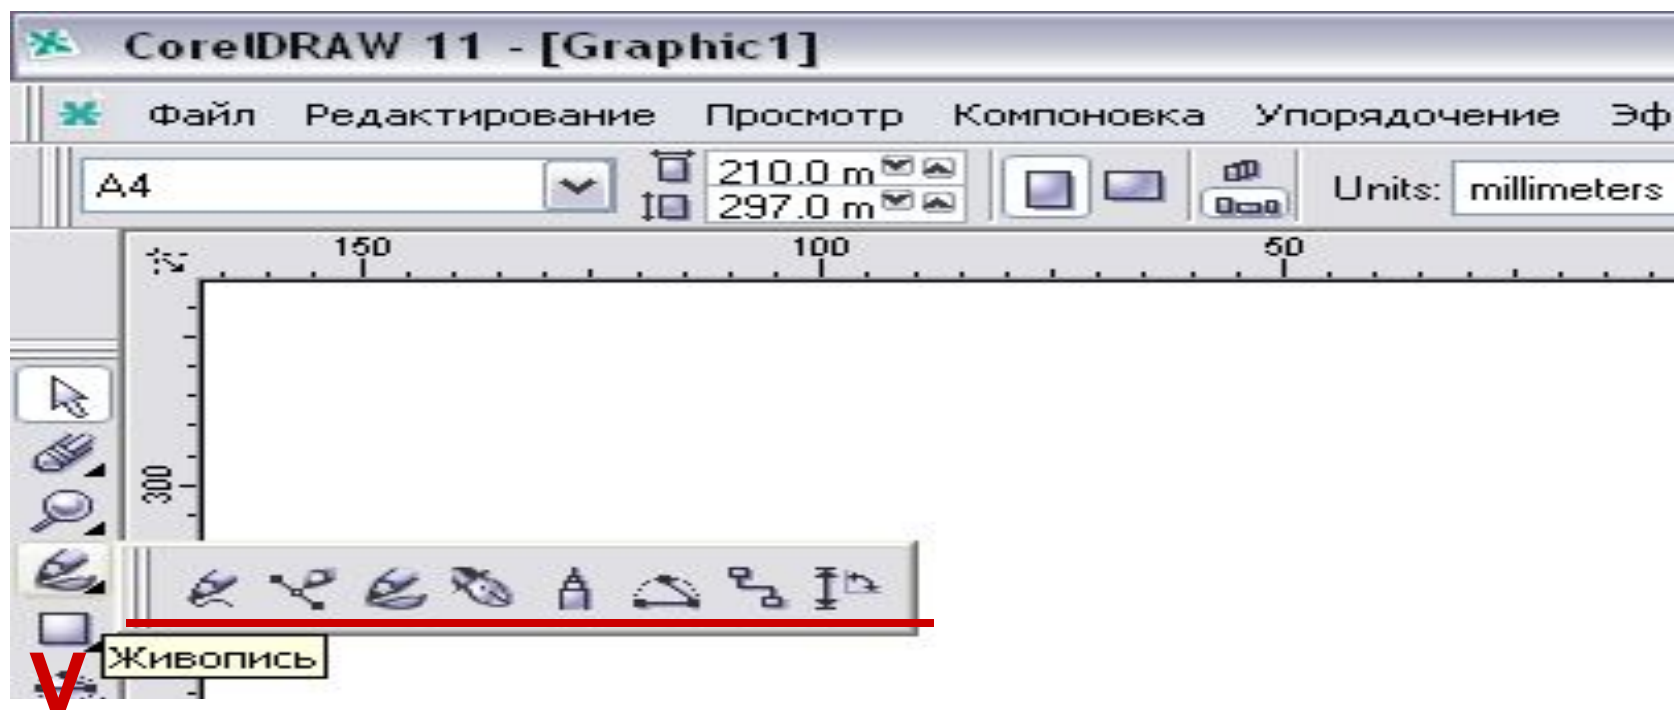 CorelDRAW 11 - [Graphic1]
Файл Редактирование Просмотр Компоновка Упорядочение Эф
A4 210.0 m Units: millimeters
297.0 m
150 100 50
300
Живопись
V